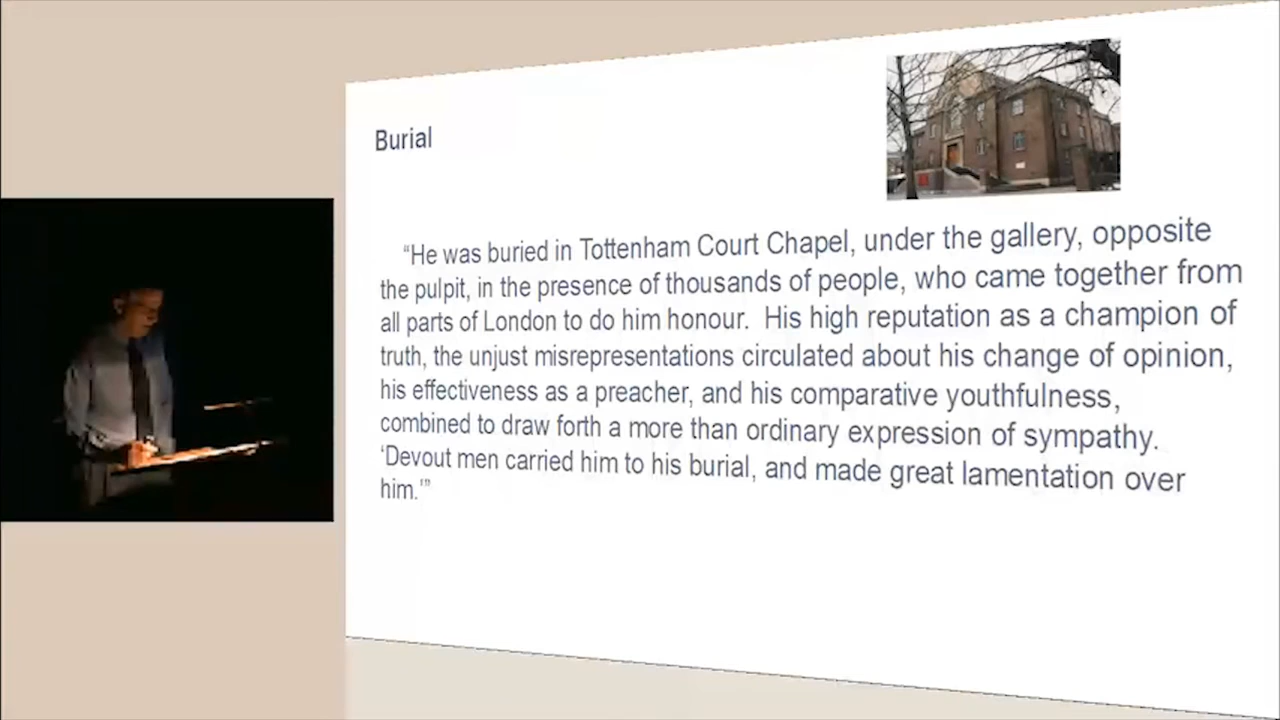 Burial
“He was buried in Tottenham Court Chapel, under the gallery, opposite
the pulpit, in the presence of thousands of people, who came together from
all parts of London to do him honour.  His high reputation as a champion of
truth, the unjust misrepresentations circulated about his change of opinion,
his effectiveness as a preacher, and his comparative youthfulness,
combined to draw forth a more than ordinary expression of sympathy.
‘Devout men carried him to his burial, and made great lamentation over
him.’”